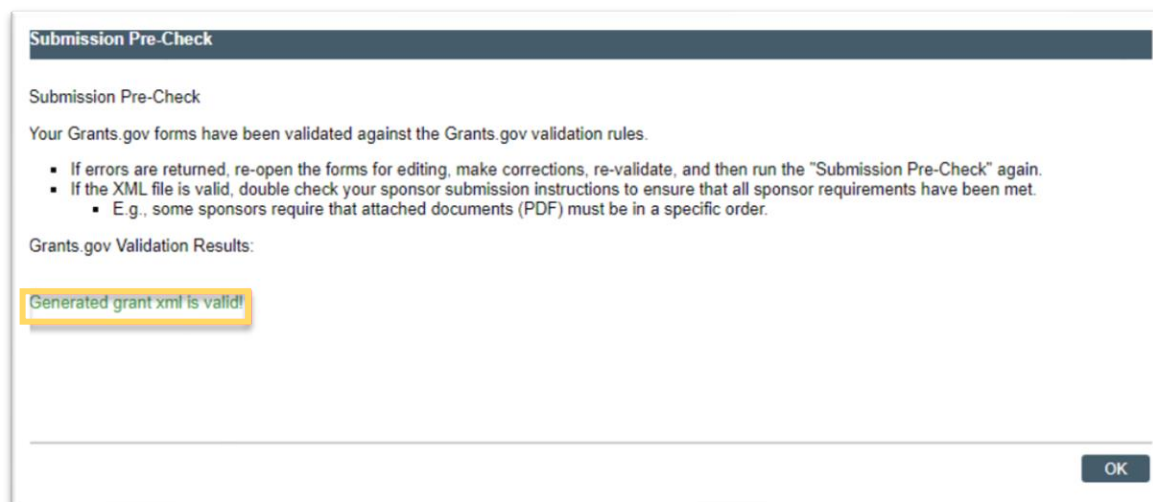 Submission Pre-Check
Submission Pre-Check
Your Grants.gov forms have been validated against the Grants.gov validation rules.
If errors are returned, re-open the forms for editing, make corrections, re-validate, and then run the "Submission Pre-Check" again.
If the XML file is valid, double check your sponsor submission instructions to ensure that all sponsor requirements have been met.
E.g., some sponsors require that attached documents (PDF) must be in a specific order.
Grants.gov Validation Results:
Generated grant xml is valid!
OK